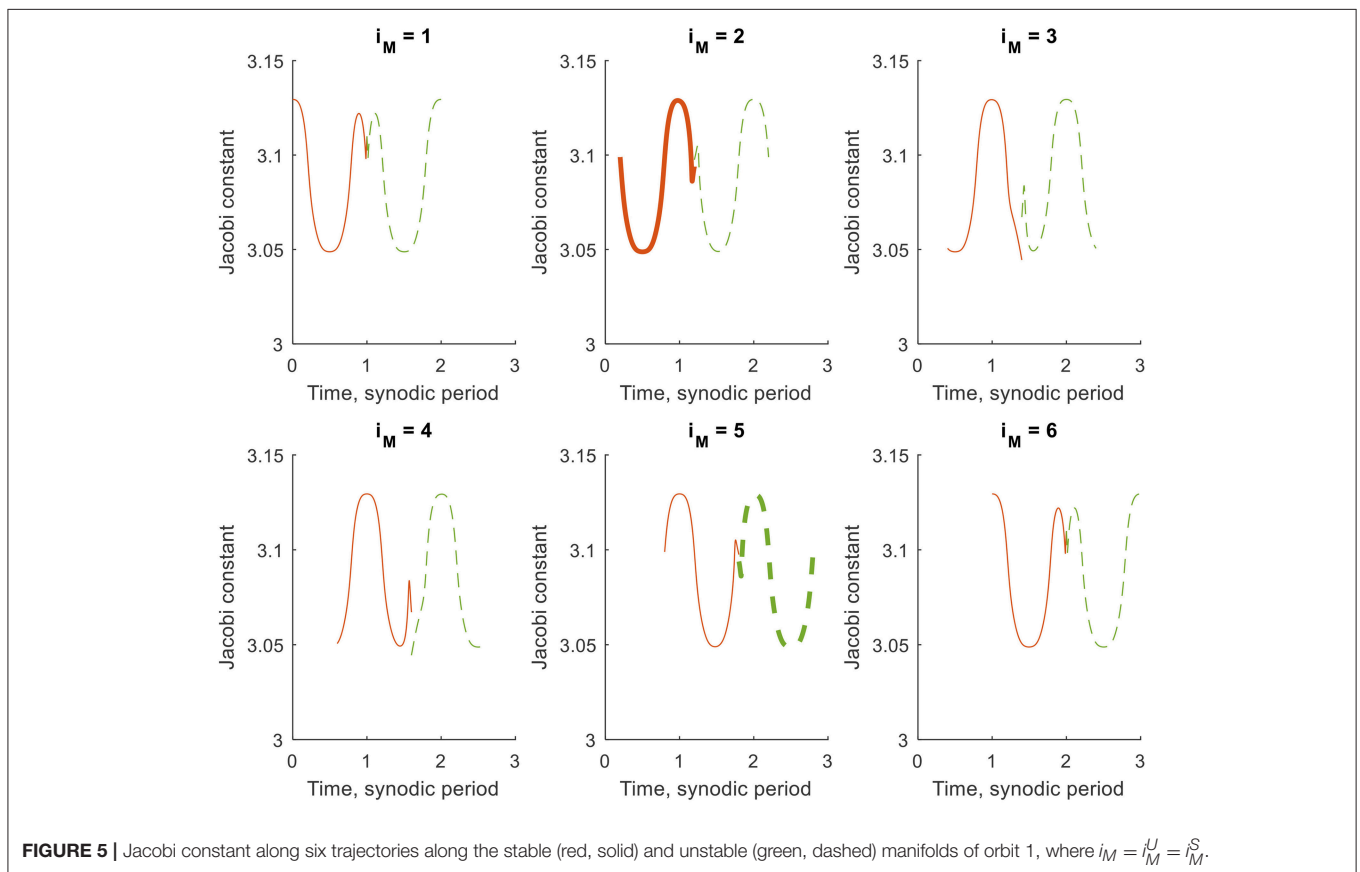 i_M = 1
3.15
3.1
3.05
3
Jacobi constant
0 1 2 3
Time, synodic period
i_M = 2
3.15
3.1
3.05
3
Jacobi constant
0 1 2 3
Time, synodic period
i_M = 3
3.15
3.1
3.05
3
Jacobi constant
0 1 2 3
Time, synodic period
i_M = 4
3.15
3.1
3.05
3
Jacobi constant
0 1 2 3
Time, synodic period
i_M = 5
3.15
3.1
3.05
3
Jacobi constant
0 1 2 3
Time, synodic period
i_M = 6
3.15
3.1
3.05
3
Jacobi constant
0 1 2 3
Time, synodic period
FIGURE 5 | Jacobi constant along six trajectories along the stable (red, solid) and unstable (green, dashed) manifolds of orbit 1, where i_M = i_M^U = i_M^S.